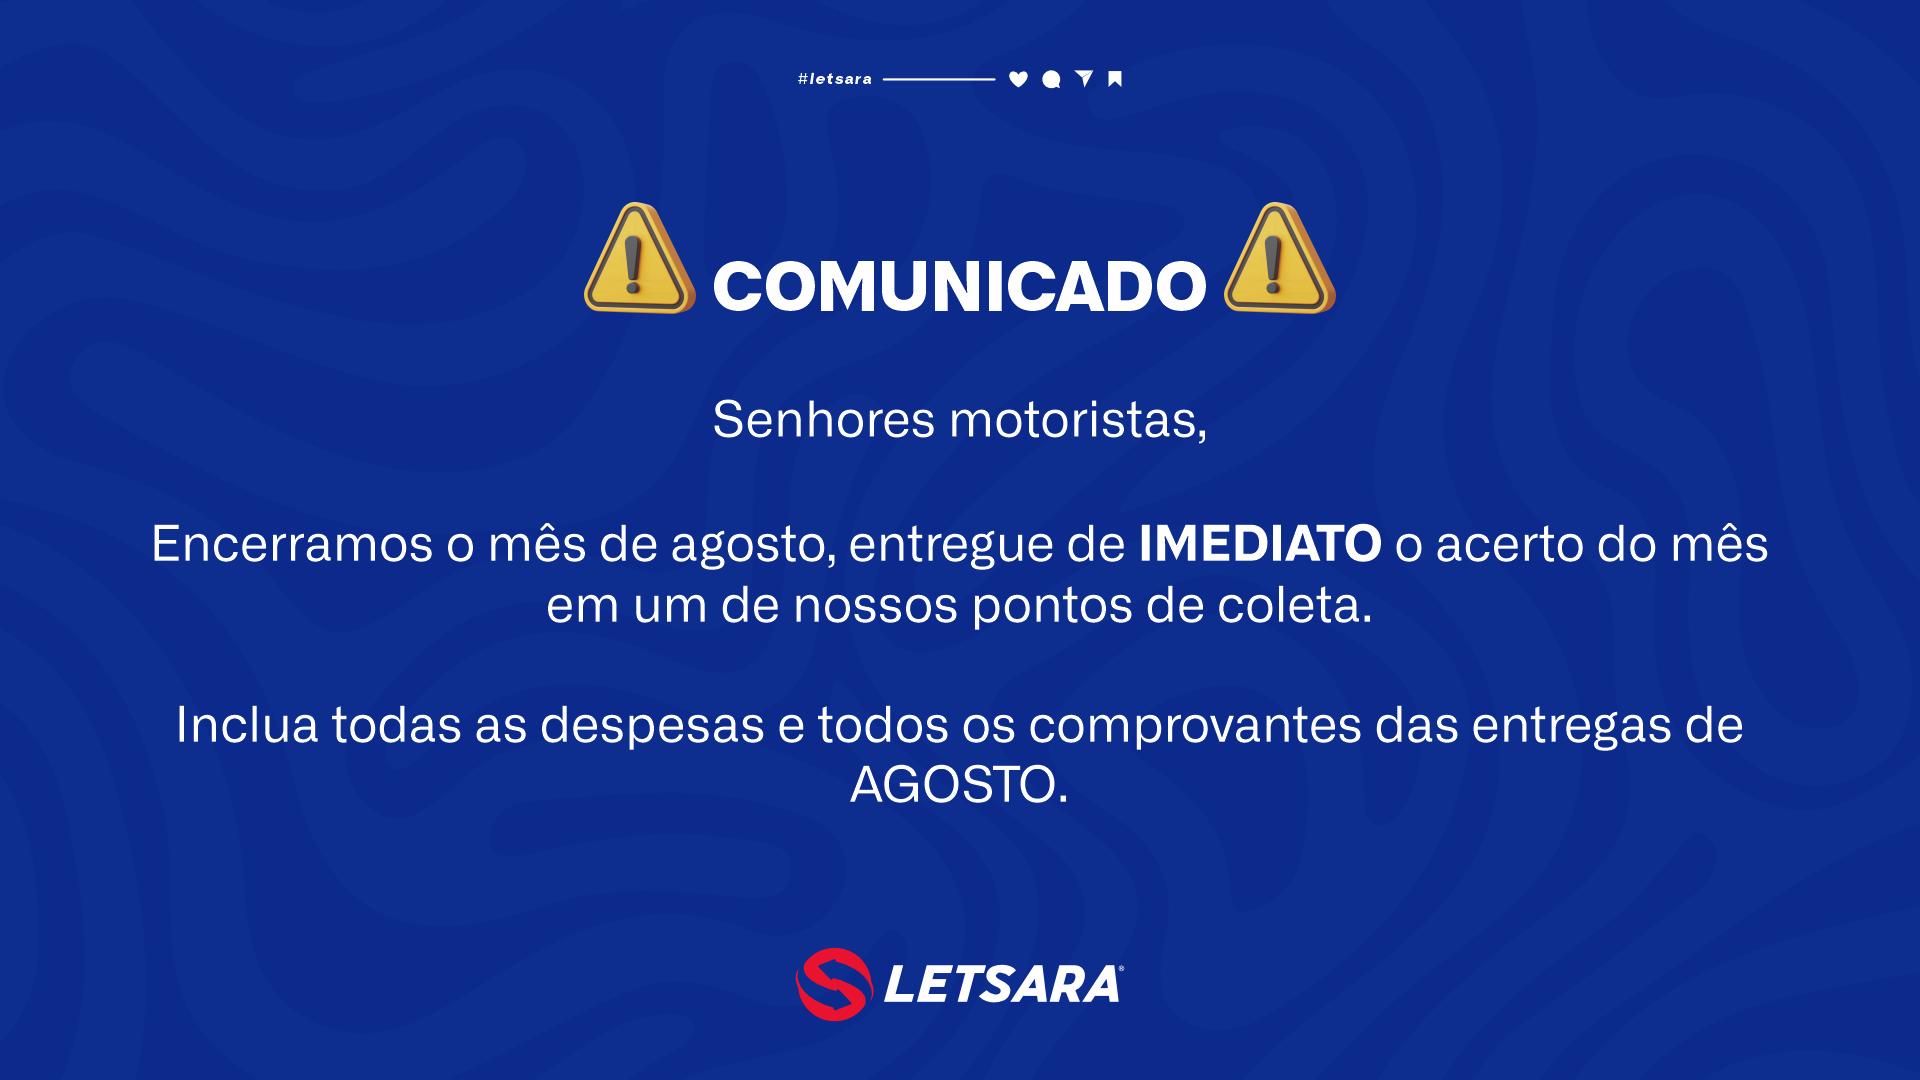 #letsara
COMUNICADO
Senhores motoristas,
Encerramos o mês de agosto, entregue de IMEDIATO o acerto do mês
em um de nossos pontos de coleta.
Inclua todas as despesas e todos os comprovantes das entregas de
AGOSTO.
LETSARA®